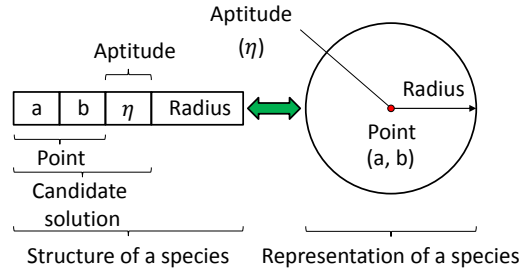 Aptitude
a b η Radius
Point
Candidate
solution
Structure of a species
Aptitude
(η)
Radius
Point
(a, b)
Representation of a species